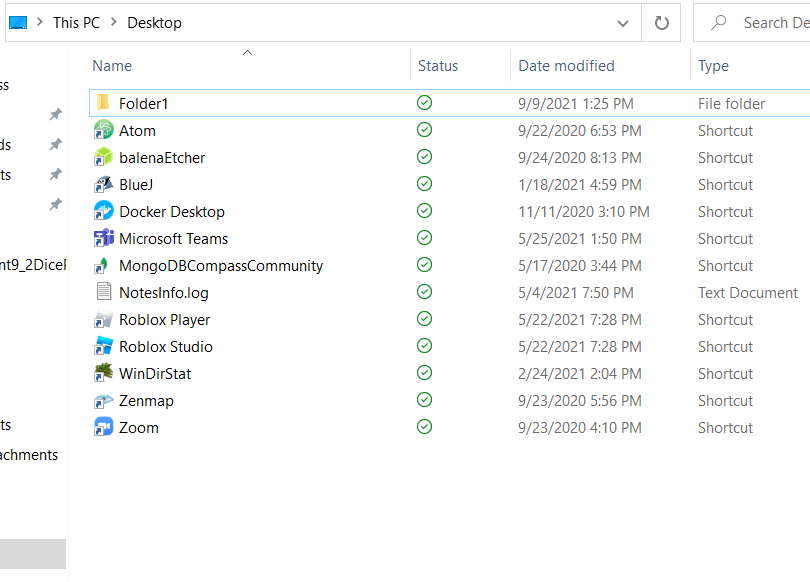 This PC > Desktop Search De
Name Status Date modified Type
ss
Folder1 9/9/2021 1:25 PM File folder
Atom 9/22/2020 6:53 PM Shortcut
ds
balenaEtcher 9/24/2020 8:13 PM Shortcut
ts
BlueJ 1/18/2021 4:59 PM Shortcut
Docker Desktop 11/11/2020 3:10 PM Shortcut
Microsoft Teams 5/25/2021 1:50 PM Shortcut
nt9_2Dice
MongoDBCompassCommunity 5/17/2020 3:44 PM Shortcut
NotesInfo.log 5/4/2021 7:50 PM Text Document
Roblox Player 5/22/2021 7:28 PM Shortcut
Roblox Studio 5/22/2021 7:28 PM Shortcut
WinDirStat 2/24/2021 2:04 PM Shortcut
Zenmap 9/23/2020 5:56 PM Shortcut
ts
Zoom 9/23/2020 4:10 PM Shortcut
achments